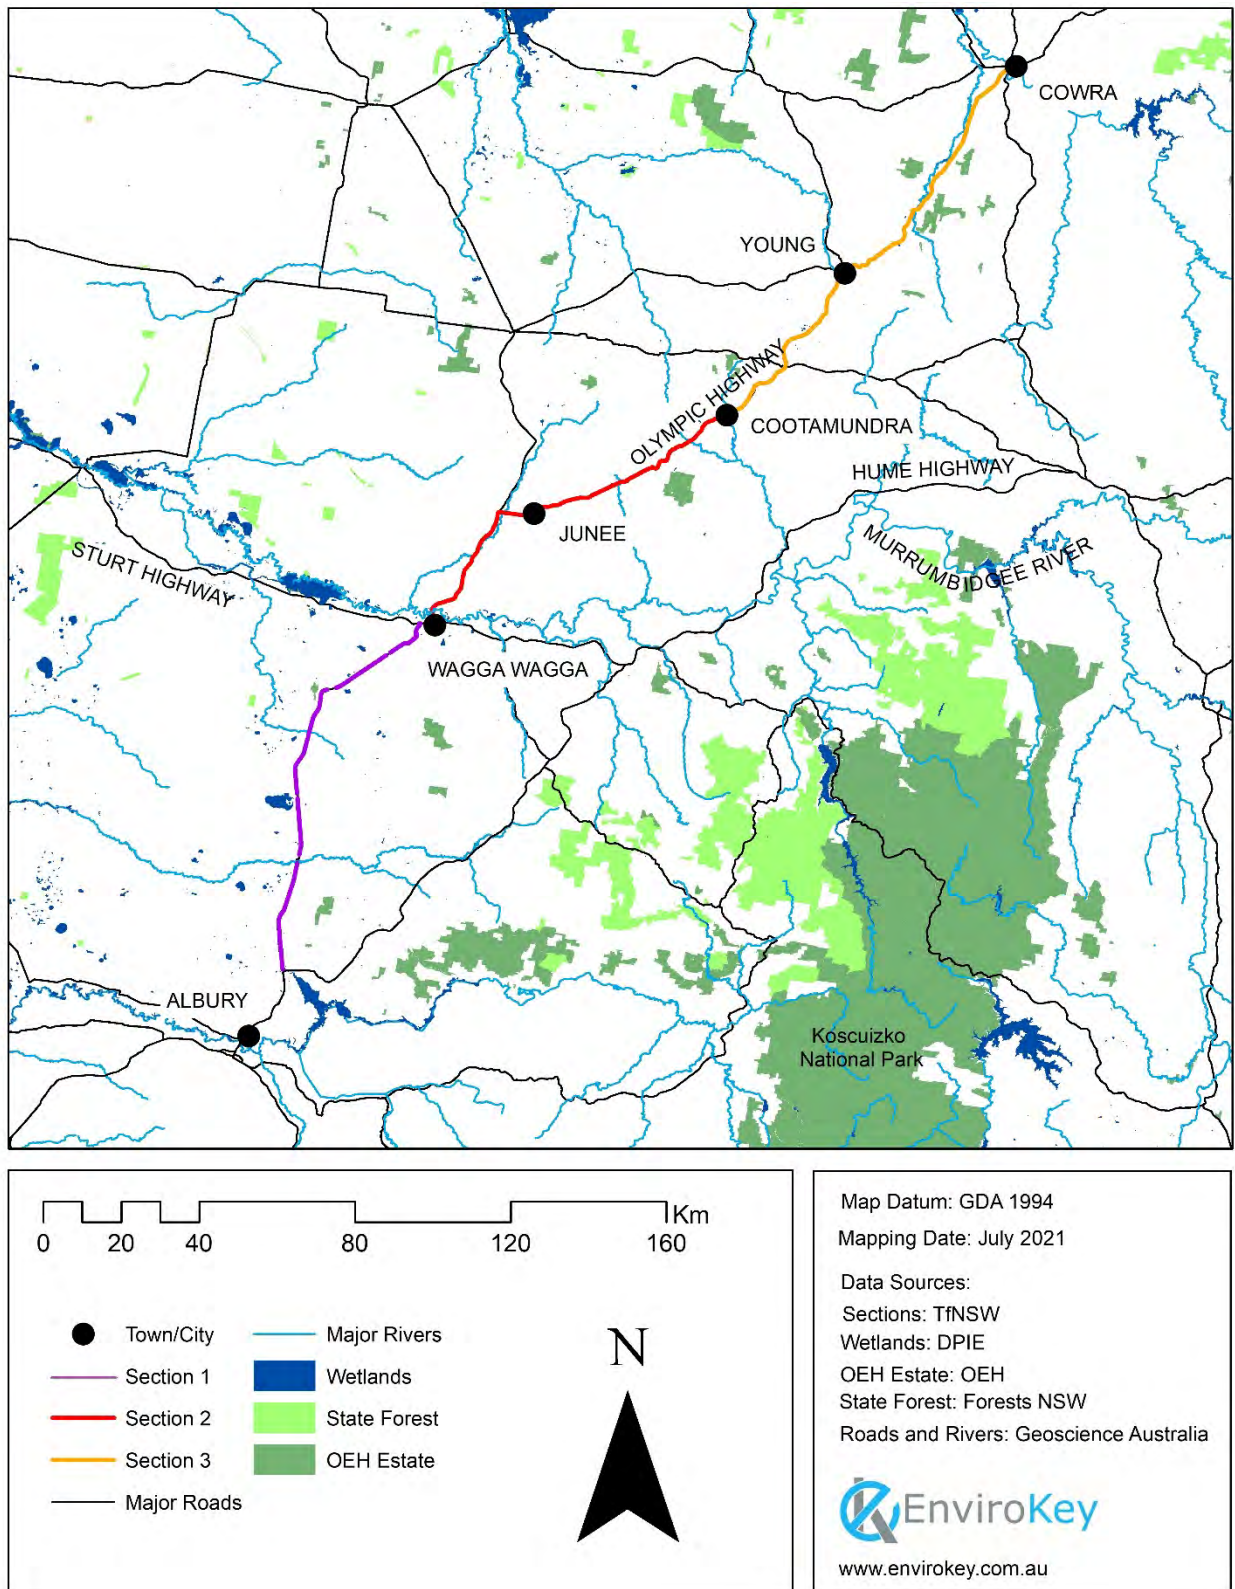 COWRA
YOUNG
OLYMPIC HIGHWAY
COOTAMUNDRA
HUME HIGHWAY
JUNEE
MURRUMBIDGEE RIVER
STURT HIGHWAY
WAGGA WAGGA
ALBURY
Koscuizko
National Park
Km
0 20 40 80 120 160
Town/City
Section 1
Section 2
Section 3
Major Roads
Major Rivers
Wetlands
State Forest
OEH Estate
N
Map Datum: GDA 1994
Mapping Date: July 2021
Data Sources:
Sections: TfNSW
Wetlands: DPIE
OEH Estate: OEH
State Forest: Forests NSW
Roads and Rivers: Geoscience Australia
EnviroKey
www.envirokey.com.au